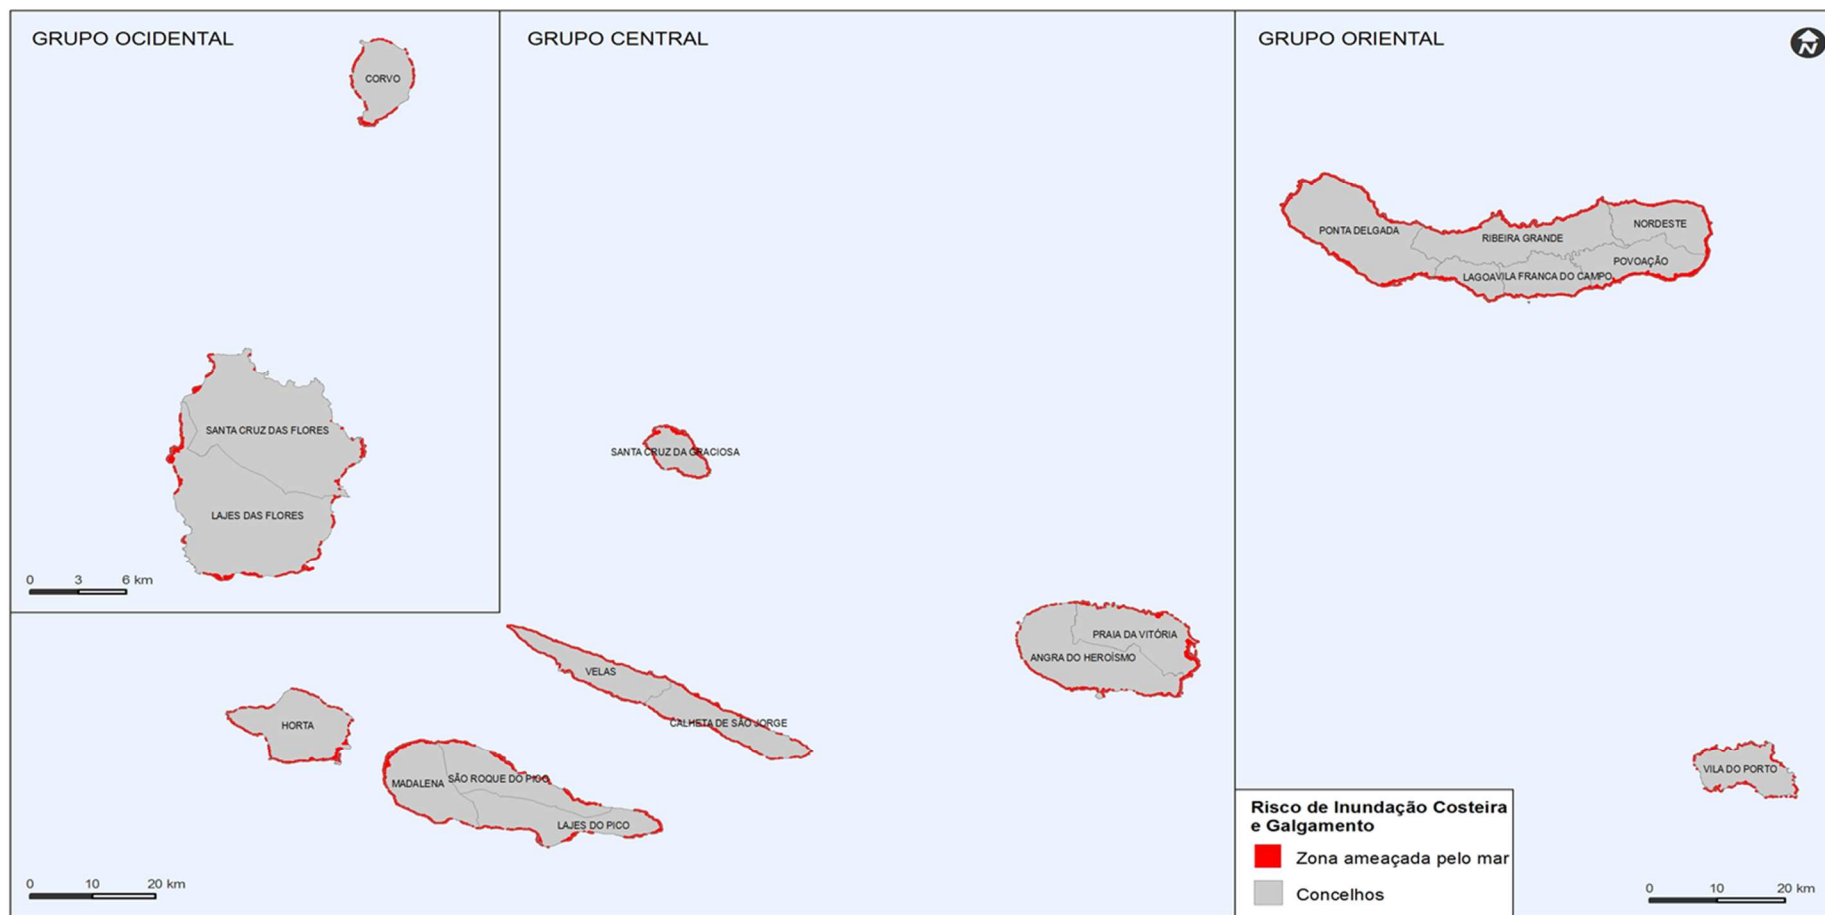 GRUPO OCIDENTAL
CORVO
SANTA CRUZ DAS FLORES
LAJES DAS FLORES
0 3 6 km
GRUPO CENTRAL
SANTA CRUZ DA GRACIOSA
PRAIA DA VITÓRIA
ANGRA DO HEROÍSMO
VELAS
CALHETA DE SÃO JORGE
HORTA
MADALENA
SÃO ROQUE DO PICO
LAJES DO PICO
0 10 20 km
GRUPO ORIENTAL
N
PONTA DELGADA
RIBEIRA GRANDE
NORDESTE
POVOAÇÃO
LAGOA
VILA FRANCA DO CAMPO
VILA DO PORTO
Risco de Inundação Costeira
e Galgamento
Zona ameaçada pelo mar
Concelhos
0 10 20 km